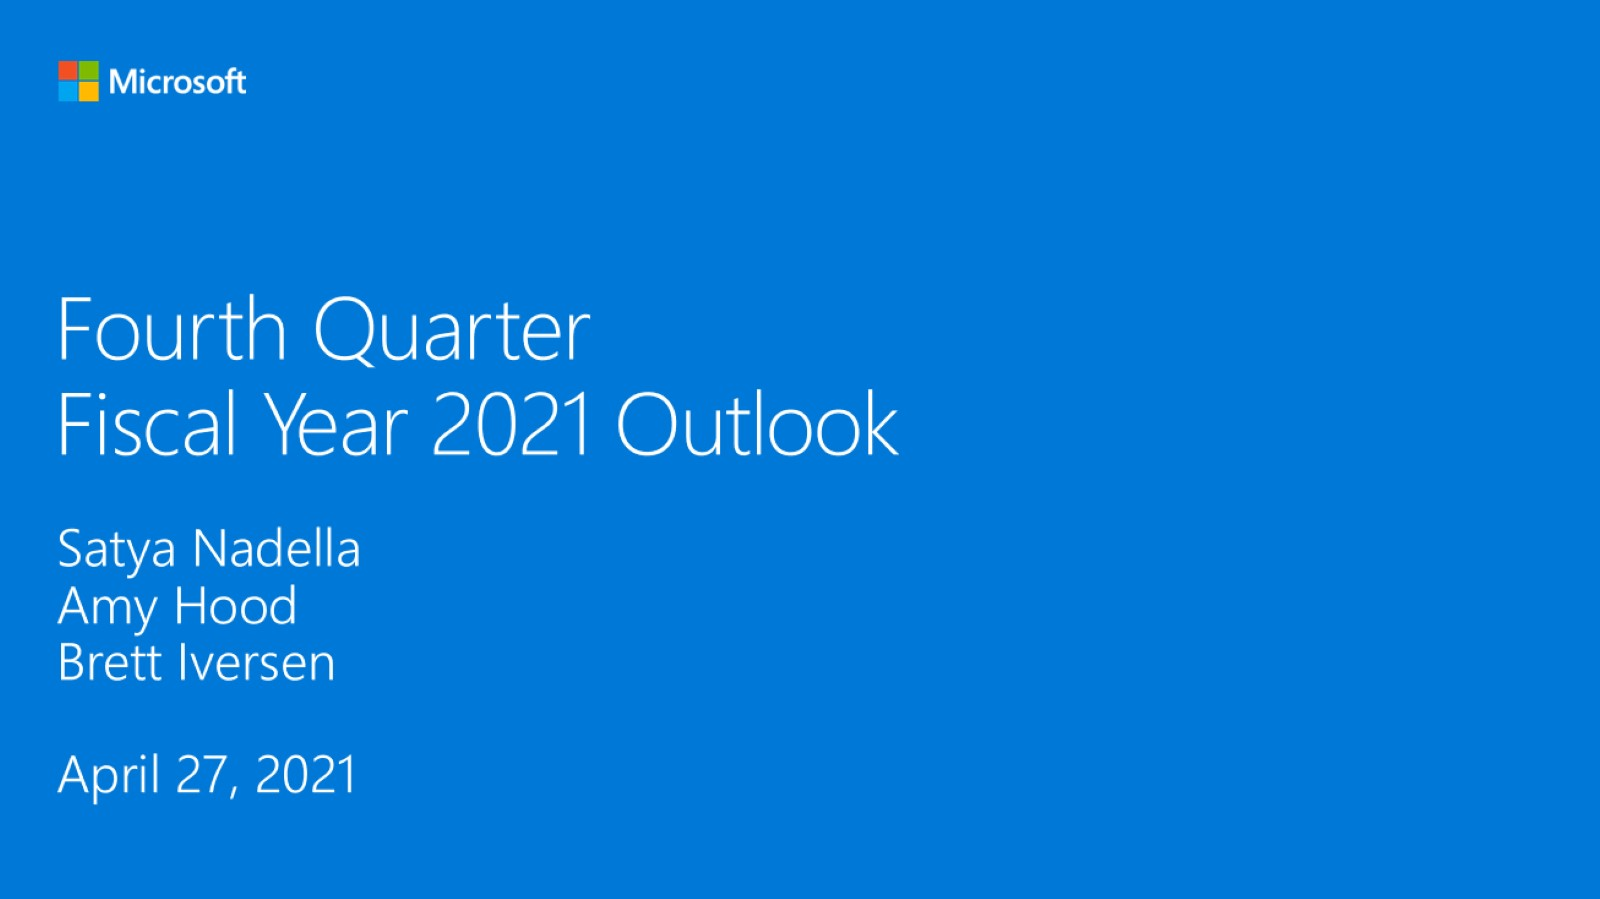 Microsoft
Fourth Quarter
Fiscal Year 2021 Outlook
Satya Nadella
Amy Hood
Brett Iversen
April 27, 2021